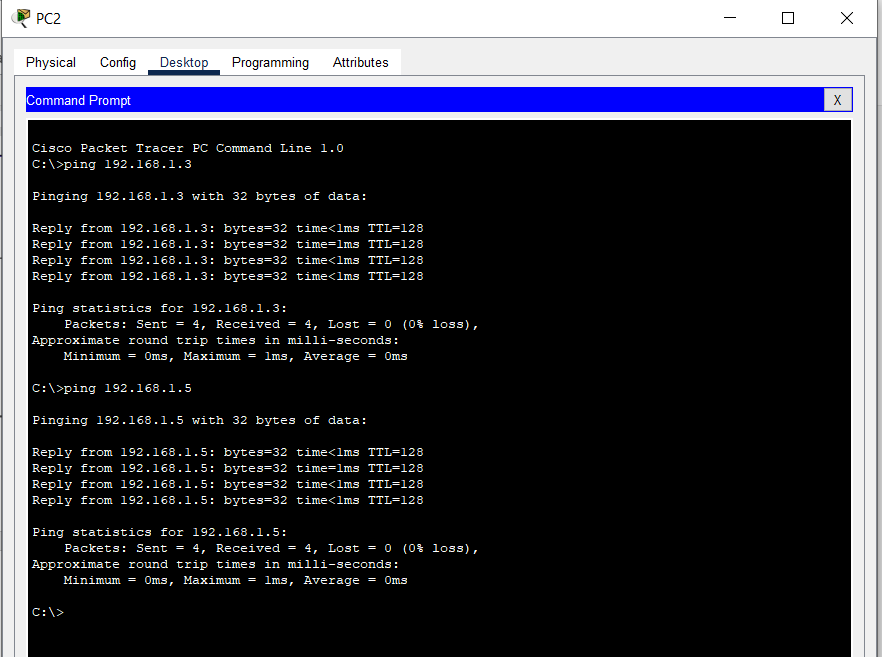 PC2
Physical Config Desktop Programming Attributes
Command Prompt X
Cisco Packet Tracer PC Command Line 1.0
C:\>ping 192.168.1.3
Pinging 192.168.1.3 with 32 bytes of data:
Reply from 192.168.1.3: bytes=32 time<1ms TTL=128
Reply from 192.168.1.3: bytes=32 time=1ms TTL=128
Reply from 192.168.1.3: bytes=32 time<1ms TTL=128
Reply from 192.168.1.3: bytes=32 time<1ms TTL=128
Ping statistics for 192.168.1.3:
Packets: Sent = 4, Received = 4, Lost = 0 (0% loss),
Approximate round trip times in milli-seconds:
Minimum = 0ms, Maximum = 1ms, Average = 0ms
C:\>ping 192.168.1.5
Pinging 192.168.1.5 with 32 bytes of data:
Reply from 192.168.1.5: bytes=32 time<1ms TTL=128
Reply from 192.168.1.5: bytes=32 time=1ms TTL=128
Reply from 192.168.1.5: bytes=32 time<1ms TTL=128
Reply from 192.168.1.5: bytes=32 time<1ms TTL=128
Ping statistics for 192.168.1.5:
Packets: Sent = 4, Received = 4, Lost = 0 (0% loss),
Approximate round trip times in milli-seconds:
Minimum = 0ms, Maximum = 1ms, Average = 0ms
C:\>